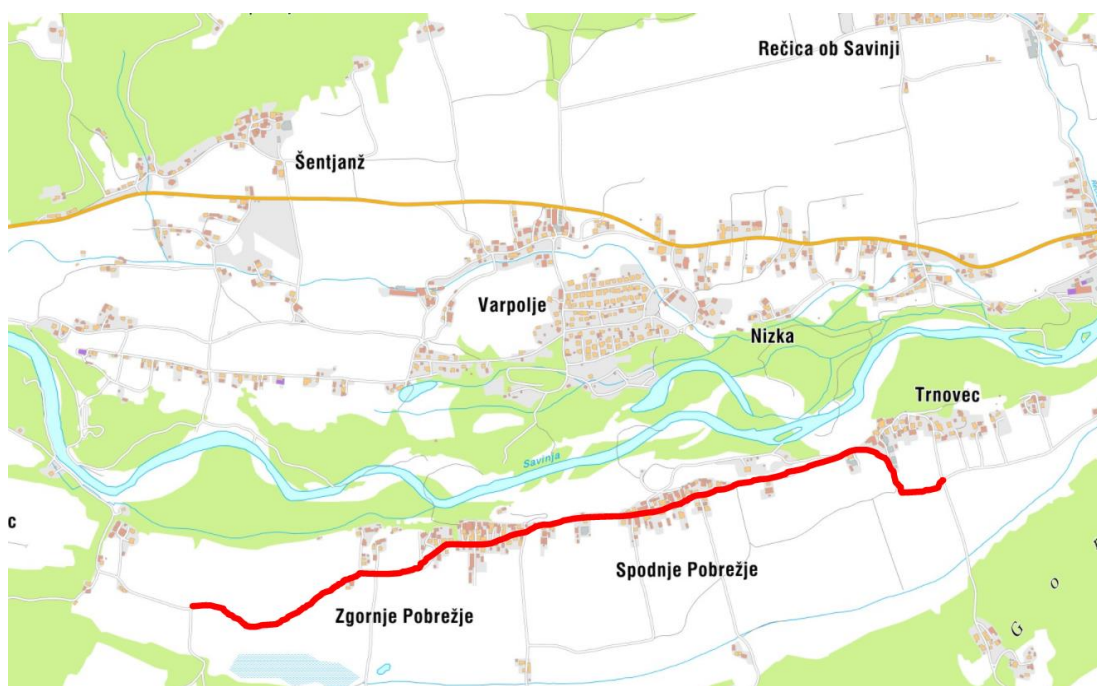 Rečica ob Savinji
Šentjanž
Varpolje
Nizka
Trnovec
Savinja
c
Spodnje Pobrežje
Zgornje Pobrežje
G o